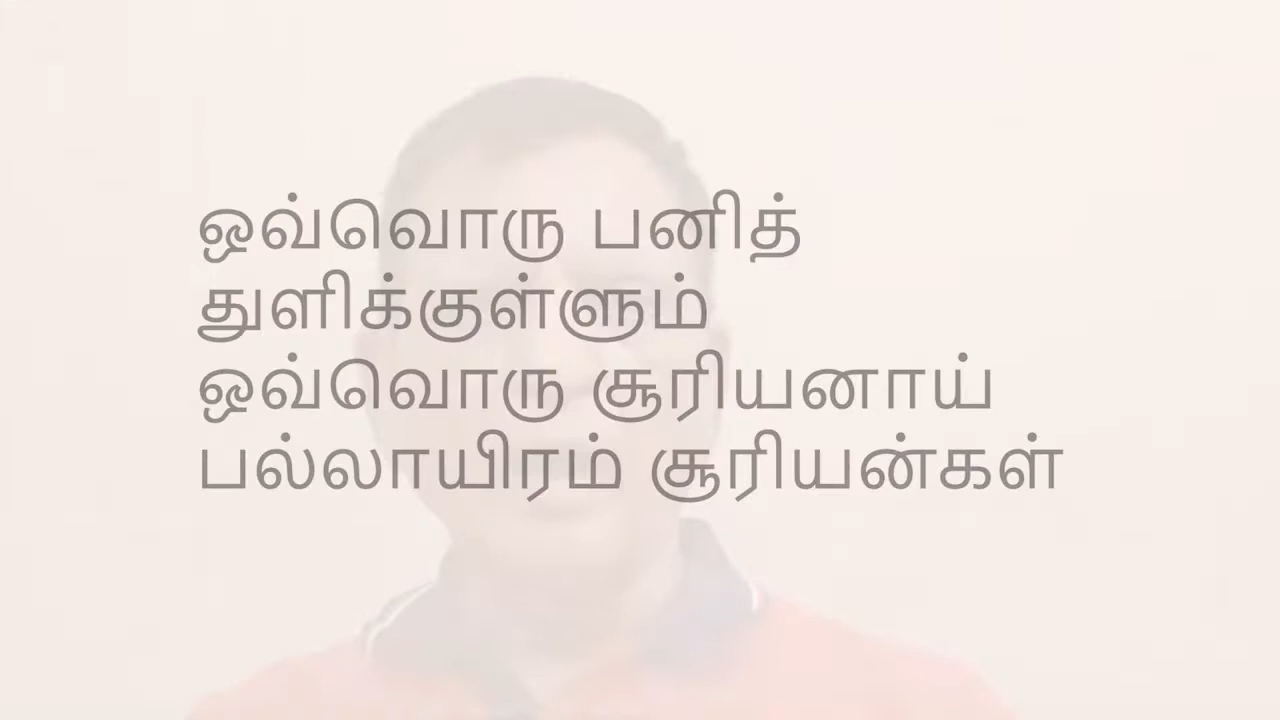 ஒவ்வொரு பனித்
துளிக்குள்ளும்
ஒவ்வொரு சூரியனாய்
பல்லாயிரம் சூரியன்கள்